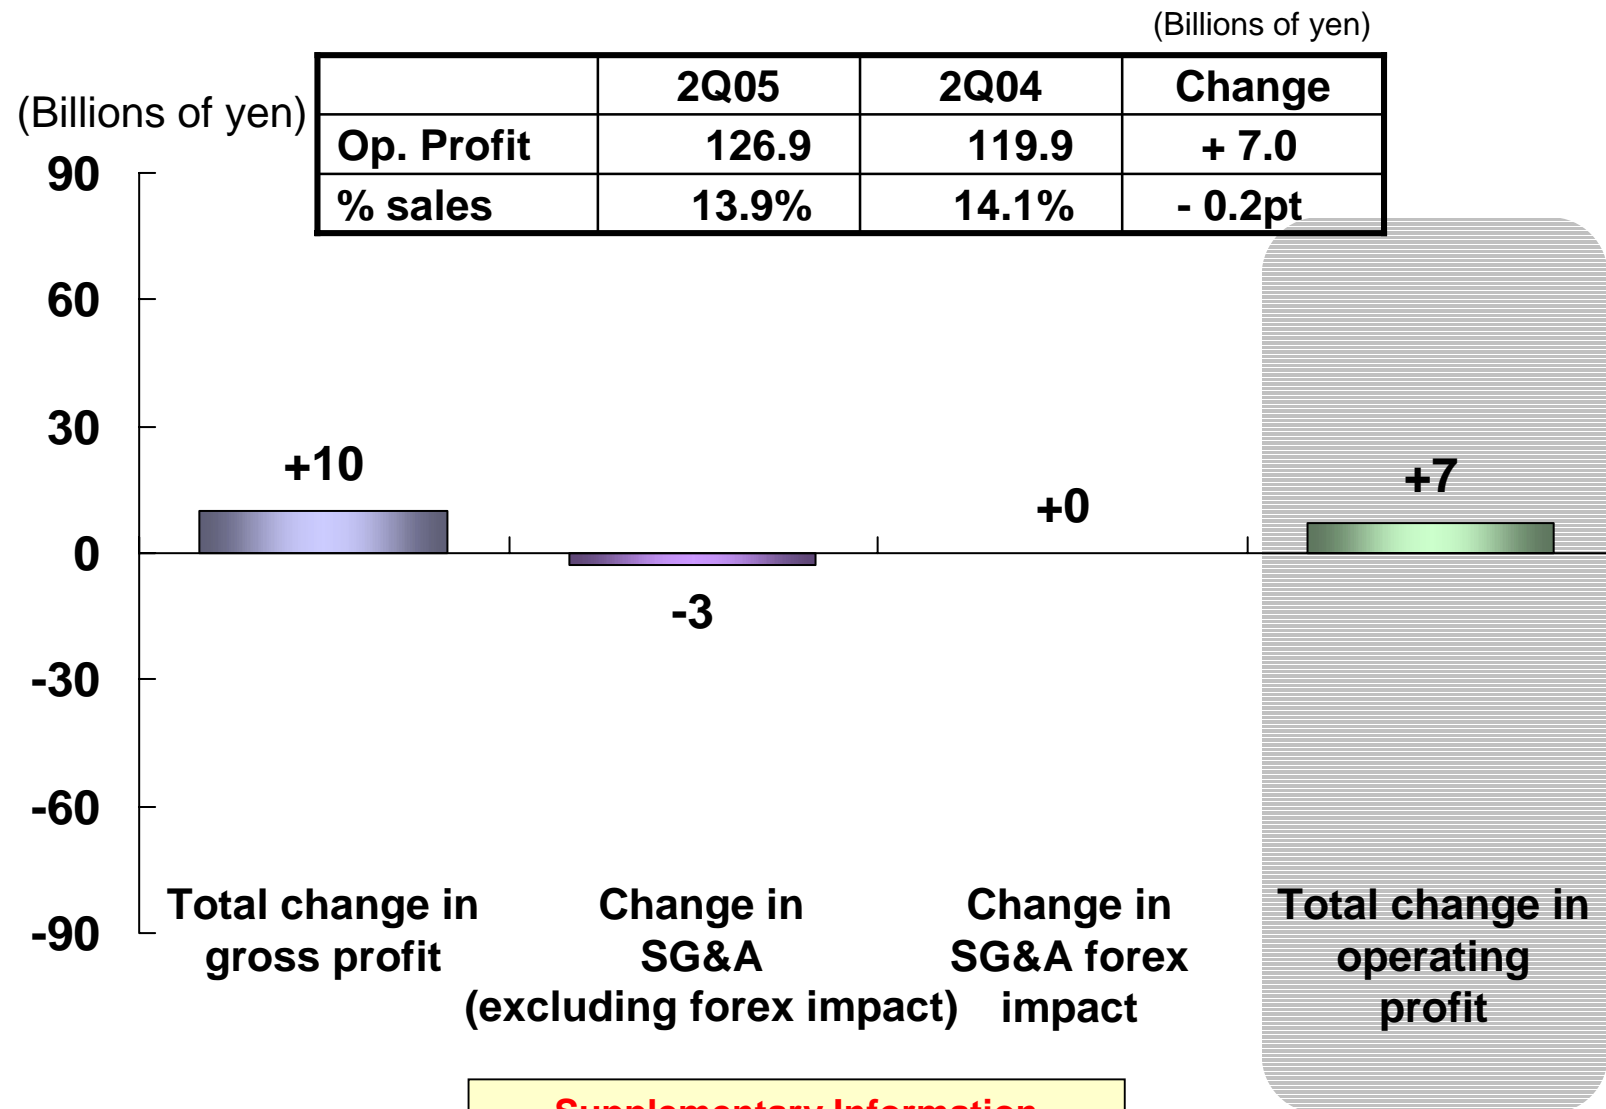 (Billions of yen)
2Q05 2Q04 Change
(Billions of yen)
Op. Profit 126.9 119.9 + 7.0
% sales 13.9% 14.1% - 0.2pt
90
60
30
0
-30
-60
-90
+10
-3
+0
+7
Total change in
gross profit
Change in
SG&A
(excluding forex impact)
Change in
SG&A forex
impact
Total change in
operating
profit
Supplementary Information